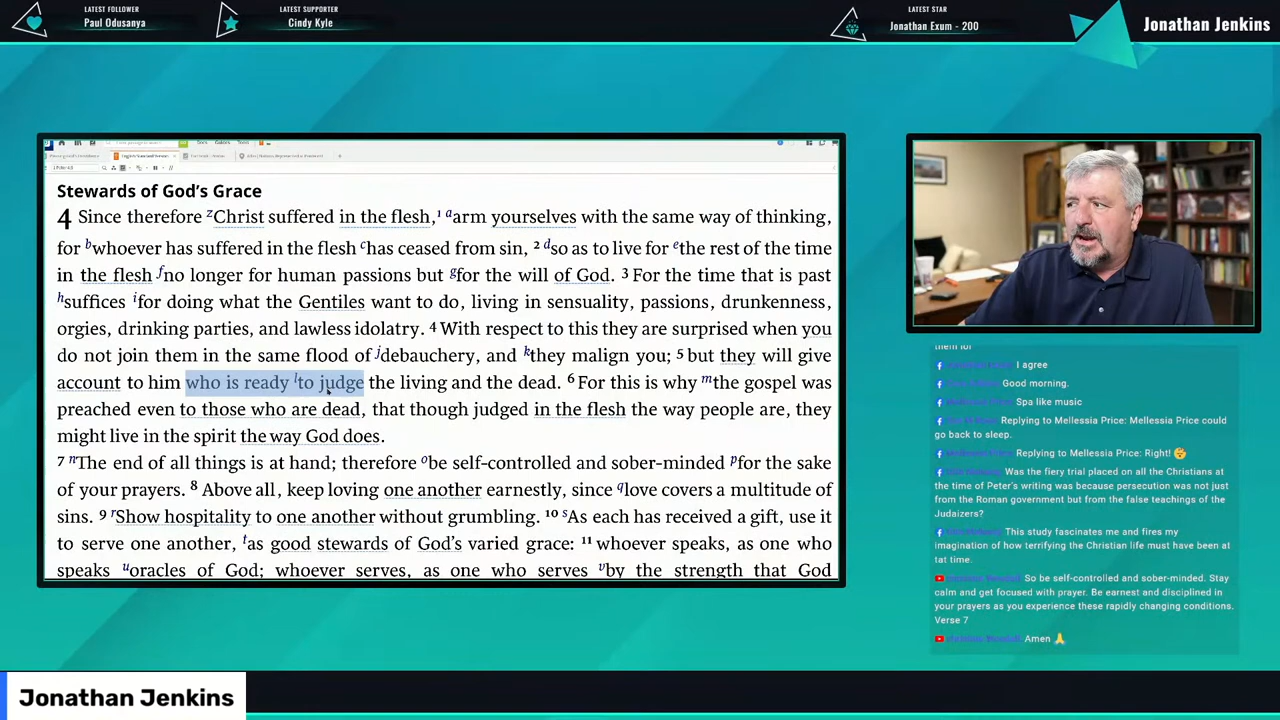 LATEST FOLLOWER
Paul Odusanya
LATEST SUPPORTER
Cindy Kyle
LATEST STAR
Jonathan Exum - 200
Jonathan Jenkins
Stewards of God's Grace
4 Since therefore zChrist suffered in the flesh,1 aarm yourselves with the same way of thinking,
for bwhoever has suffered in the flesh chas ceased from sin, 2 dso as to live for ethe rest of the time
in the flesh fno longer for human passions but gfor the will of God. 3 For the time that is past
hsuffices ifor doing what the Gentiles want to do, living in sensuality, passions, drunkenness,
orgies, drinking parties, and lawless idolatry. 4 With respect to this they are surprised when you
do not join them in the same flood of jdebauchery, and kthey malign you; 5 but they will give
account to him who is ready lto judge the living and the dead. 6 For this is why mthe gospel was
preached even to those who are dead, that though judged in the flesh the way people are, they
might live in the spirit the way God does.
7 nThe end of all things is at hand; therefore obe self-controlled and sober-minded pfor the sake
of your prayers. 8 Above all, keep loving one another earnestly, since qlove covers a multitude of
sins. 9 rShow hospitality to one another without grumbling. 10 sAs each has received a gift, use it
to serve one another, tas good stewards of God's varied grace: 11 whoever speaks, as one who
speaks uoracles of God; whoever serves, as one who serves vby the strength that God
them for
I agree
Good morning.
Spa like music
Replying to Mellessia Price: Mellessia Price could
go back to sleep.
Replying to Mellessia Price: Right! 😴
Was the fiery trial placed on all the Christians at
the time of Peter's writing was because persecution was not just
from the Roman government but from the false teachings of the
Judaizers?
This study fascinates me and fires my
imagination of how terrifying the Christian life must have been at
tat time.
So be self-controlled and sober-minded. Stay
calm and get focused with prayer. Be earnest and disciplined in
your prayers as you experience these rapidly changing conditions.
Verse 7
Amen 🙏
Jonathan Jenkins